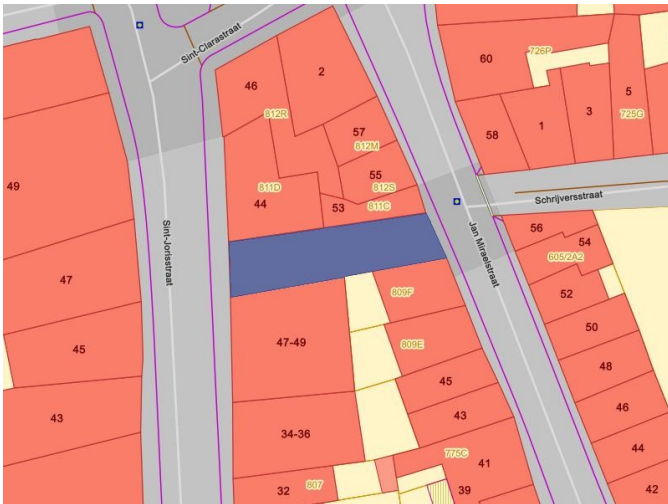 Sint-Clarastraat
46
2
812R
57
812M
55
812S
53
811C
811D
44
60
726P
5
725G
3
1
58
49
47
45
43
Sint-Jorisstraat
Jan Miraelstraat
Schrijversstraat
56
54
605/2A2
52
50
48
46
44
42
809F
809E
47-49
45
43
34-36
775C
41
39
32
807